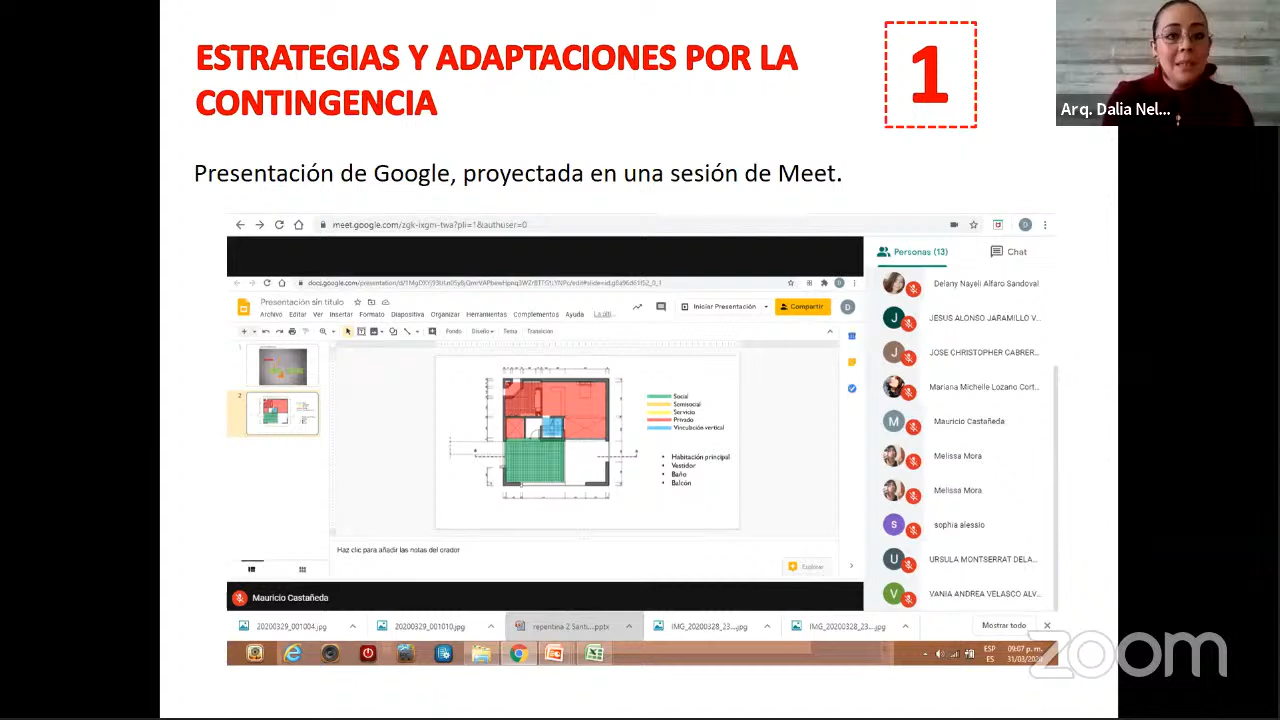 ESTRATEGIAS Y ADAPTACIONES POR LA
CONTINGENCIA
1
Arq. Dalia Nel...
Presentación de Google, proyectada en una sesión de Meet.
meet.google.com/zgk-ixgm-twa?pli=1&authuser=0
Personas (13)
Chat
Presentación sin título
Archivo Editar Ver Insertar Formato Diapositiva Organizar Herramientas Complementos Ayuda
Iniciar Presentación
Compartir
D
Fondo Diseño Tema Transición
1
2
Social
Semisocial
Servicio
Privado
Vinculación vertical
• Habitación principal
• Vestidor
• Baño
• Balcón
Haz clic para añadir las notas del orador
Explorar
Delany Nayeli Alfaro Sandoval
J JESUS ALONSO JARAMILLO V...
J JOSE CHRISTOPHER CABRER...
Mariana Michelle Lozano Cort...
M Mauricio Castañeda
Melissa Mora
Melissa Mora
S sophia alessio
U URSULA MONTSERRAT DELA...
V VANIA ANDREA VELASCO ALV...
Mauricio Castañeda
20200329_001004.jpg
20200329_001010.jpg
repentina 2 Santi....pptx
IMG_20200328_23....jpg
IMG_20200328_23....jpg
Mostrar todo
ESP
ES
09:07 p. m.
31/03/2020
zoom